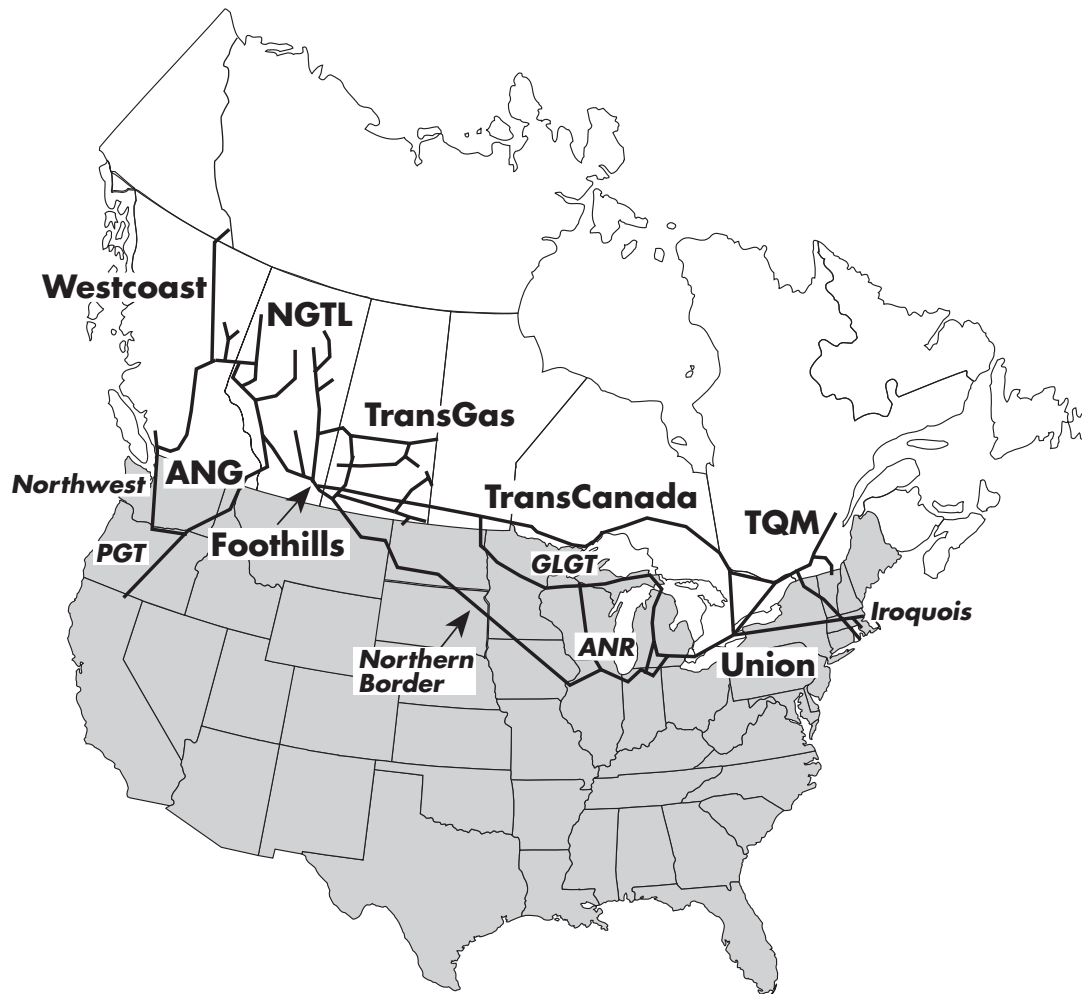 Westcoast
NGTL
TransGas
ANG
Northwest
TransCanada
TQM
Foothills
PGT
GLGT
Iroquois
ANR
Northern
Border
Union